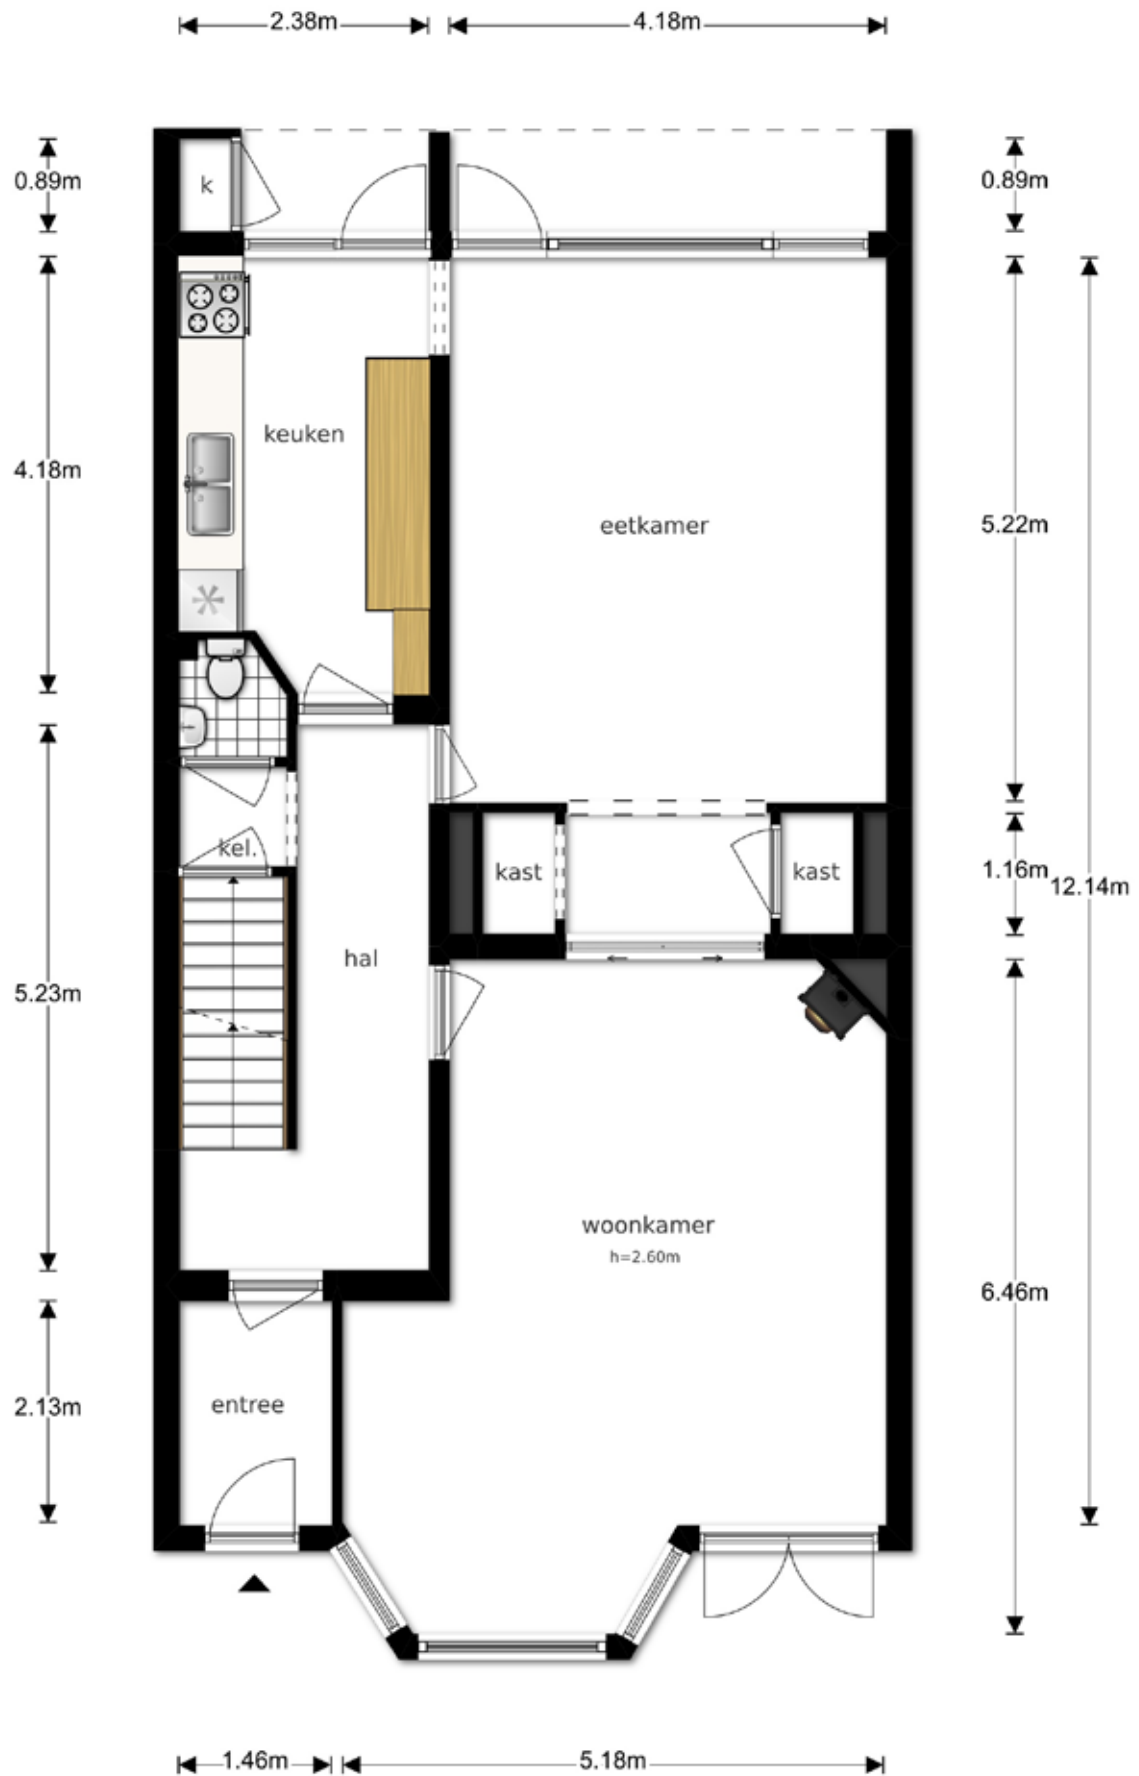 2.38m
4.18m
0.89m
k
0.89m
keuken
4.18m
eetkamer
5.22m
kel.
kast
kast
1.16m
12.14m
hal
5.23m
woonkamer
h=2.60m
6.46m
entree
2.13m
1.46m
5.18m